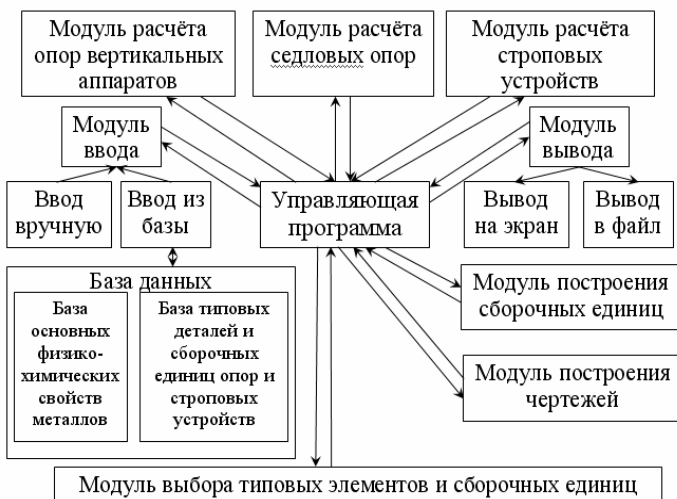 Модуль расчёта
опор вертикальных
аппаратов
Модуль расчёта
седловых опор
Модуль расчёта
строповых
устройств
Модуль
ввода
Модуль
вывода
Ввод
вручную
Ввод из
базы
Управляющая
программа
Вывод
на экран
Вывод
в файл
База данных
База
основных
физико-
химических
свойств
металлов
База типовых
деталей и
сборочных
единиц опор и
строповых
устройств
Модуль построения
сборочных единиц
Модуль построения
чертежей
Модуль выбора типовых элементов и сборочных единиц